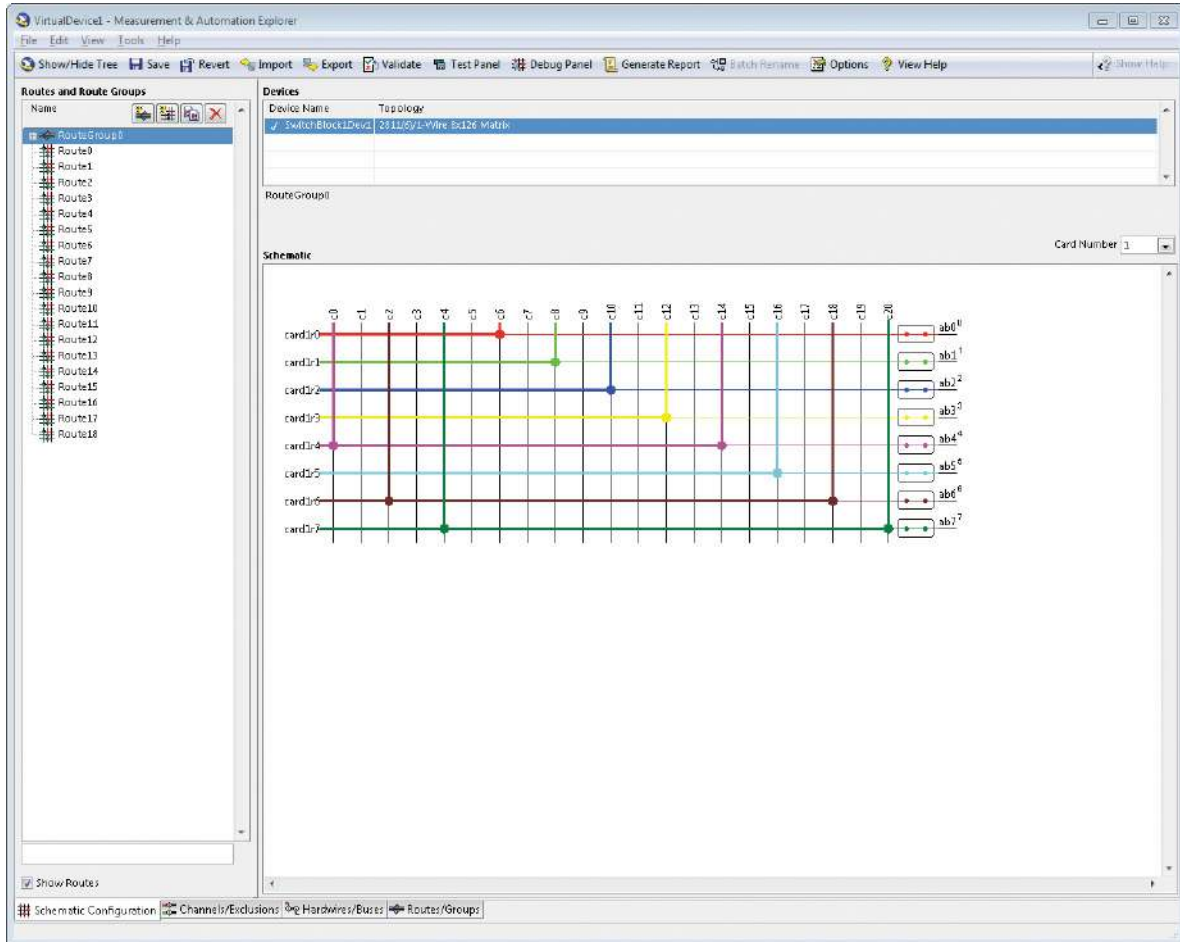 VirtualDevice1 - Measurement & Automation Explorer
File Edit View Tools Help
Show/Hide Tree Save Revert Import Export Validate Test Panel Debug Panel Generate Report Batch Rename Options View Help Show Help
Routes and Route Groups
Name
RouteGroup0
Route0
Route1
Route2
Route3
Route4
Route5
Route6
Route7
Route8
Route9
Route10
Route11
Route12
Route13
Route14
Route15
Route16
Route17
Route18
Show Routes
Devices
Device Name Topology
SwitchBlock1Dev1 2811(6)/1-Wire 8x126 Matrix
RouteGroup0
Card Number 1
Schematic
c0 c1 c2 c3 c4 c5 c6 c7 c8 c9 c10 c11 c12 c13 c14 c15 c16 c17 c18 c19 c20
card1r0 ab0 0
card1r1 ab1 1
card1r2 ab2 2
card1r3 ab3 3
card1r4 ab4 4
card1r5 ab5
card1r6 ab6 6
card1r7 ab7 7
Schematic Configuration Channels/Exclusions Hardwires/Buses Routes/Groups